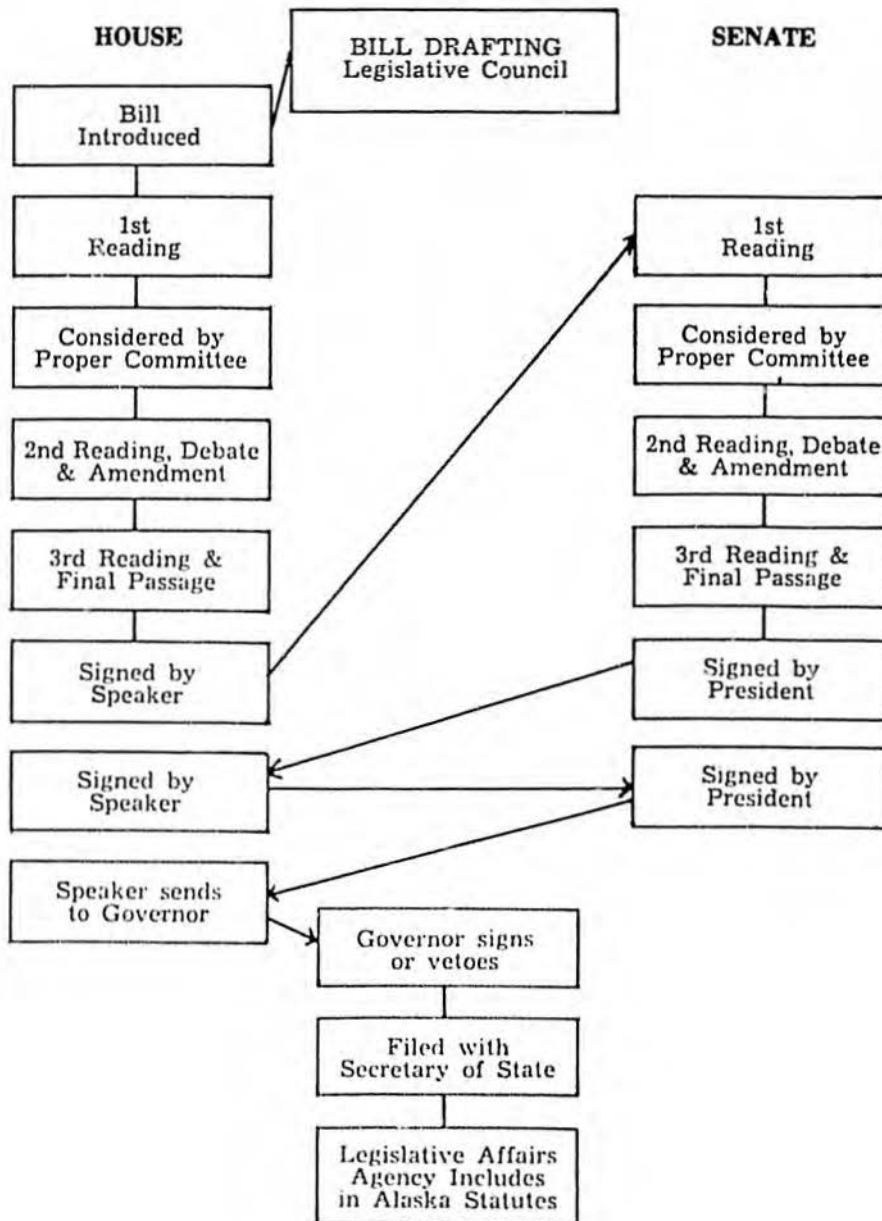 HOUSE
BILL DRAFTING
Legislative Council
SENATE
Bill
Introduced
1st
Reading
Considered by
Proper Committee
2nd Reading, Debate
& Amendment
3rd Reading &
Final Passage
Signed by
Speaker
1st
Reading
Considered by
Proper Committee
2nd Reading, Debate
& Amendment
3rd Reading &
Final Passage
Signed by
President
Signed by
Speaker
Signed by
President
Speaker sends
to Governor
Governor signs
or vetoes
Filed with
Secretary of State
Legislative Affairs
Agency Includes
in Alaska Statutes